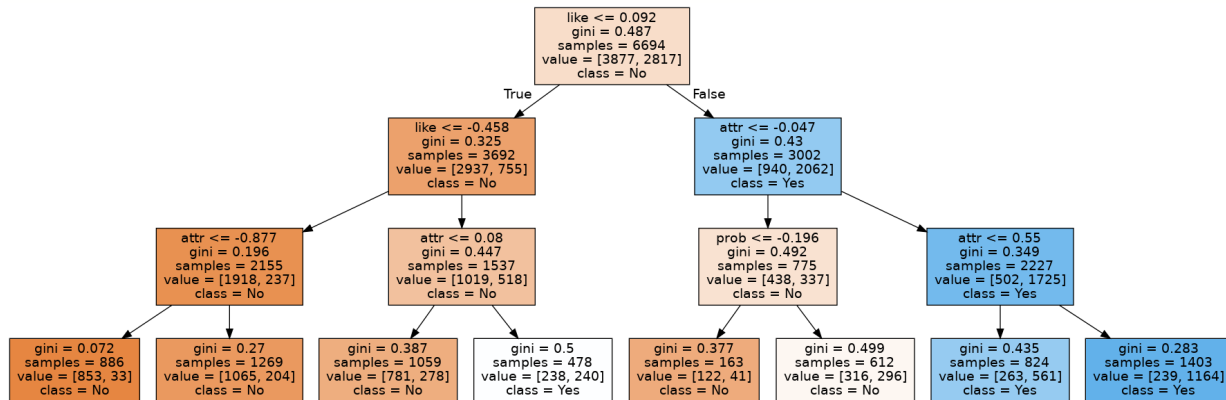 like <= 0.092
gini = 0.487
samples = 6694
value = [3877, 2817]
class = No
True
False
like <= -0.458
gini = 0.325
samples = 3692
value = [2937, 755]
class = No
attr <= -0.047
gini = 0.43
samples = 3002
value = [940, 2062]
class = Yes
attr <= -0.877
gini = 0.196
samples = 2155
value = [1918, 237]
class = No
attr <= 0.08
gini = 0.447
samples = 1537
value = [1019, 518]
class = No
prob <= -0.196
gini = 0.492
samples = 775
value = [438, 337]
class = No
attr <= 0.55
gini = 0.349
samples = 2227
value = [502, 1725]
class = Yes
gini = 0.072
samples = 886
value = [853, 33]
class = No
gini = 0.27
samples = 1269
value = [1065, 204]
class = No
gini = 0.387
samples = 1059
value = [781, 278]
class = No
gini = 0.5
samples = 478
value = [238, 240]
class = Yes
gini = 0.377
samples = 163
value = [122, 41]
class = No
gini = 0.499
samples = 612
value = [316, 296]
class = No
gini = 0.435
samples = 824
value = [263, 561]
class = Yes
gini = 0.283
samples = 1403
value = [239, 1164]
class = Yes